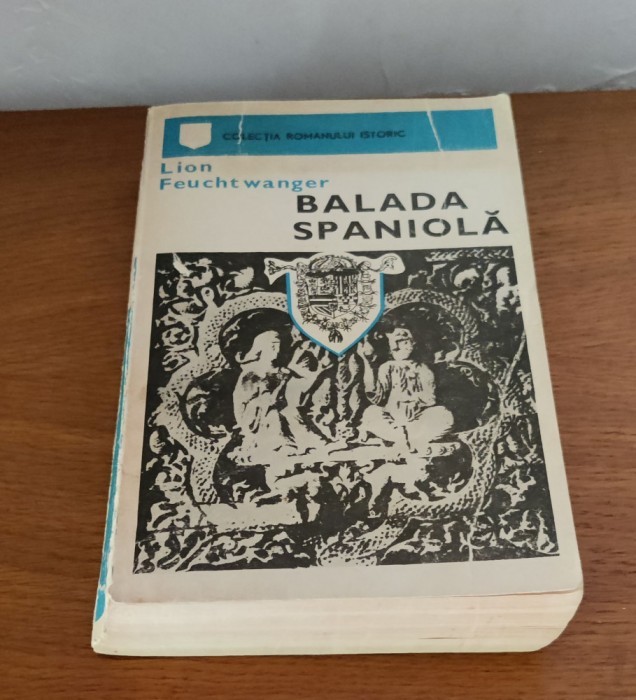 COLECȚIA ROMANULUI ISTORIC
Lion
Feuchtwanger
BALADA
SPANIOLĂ